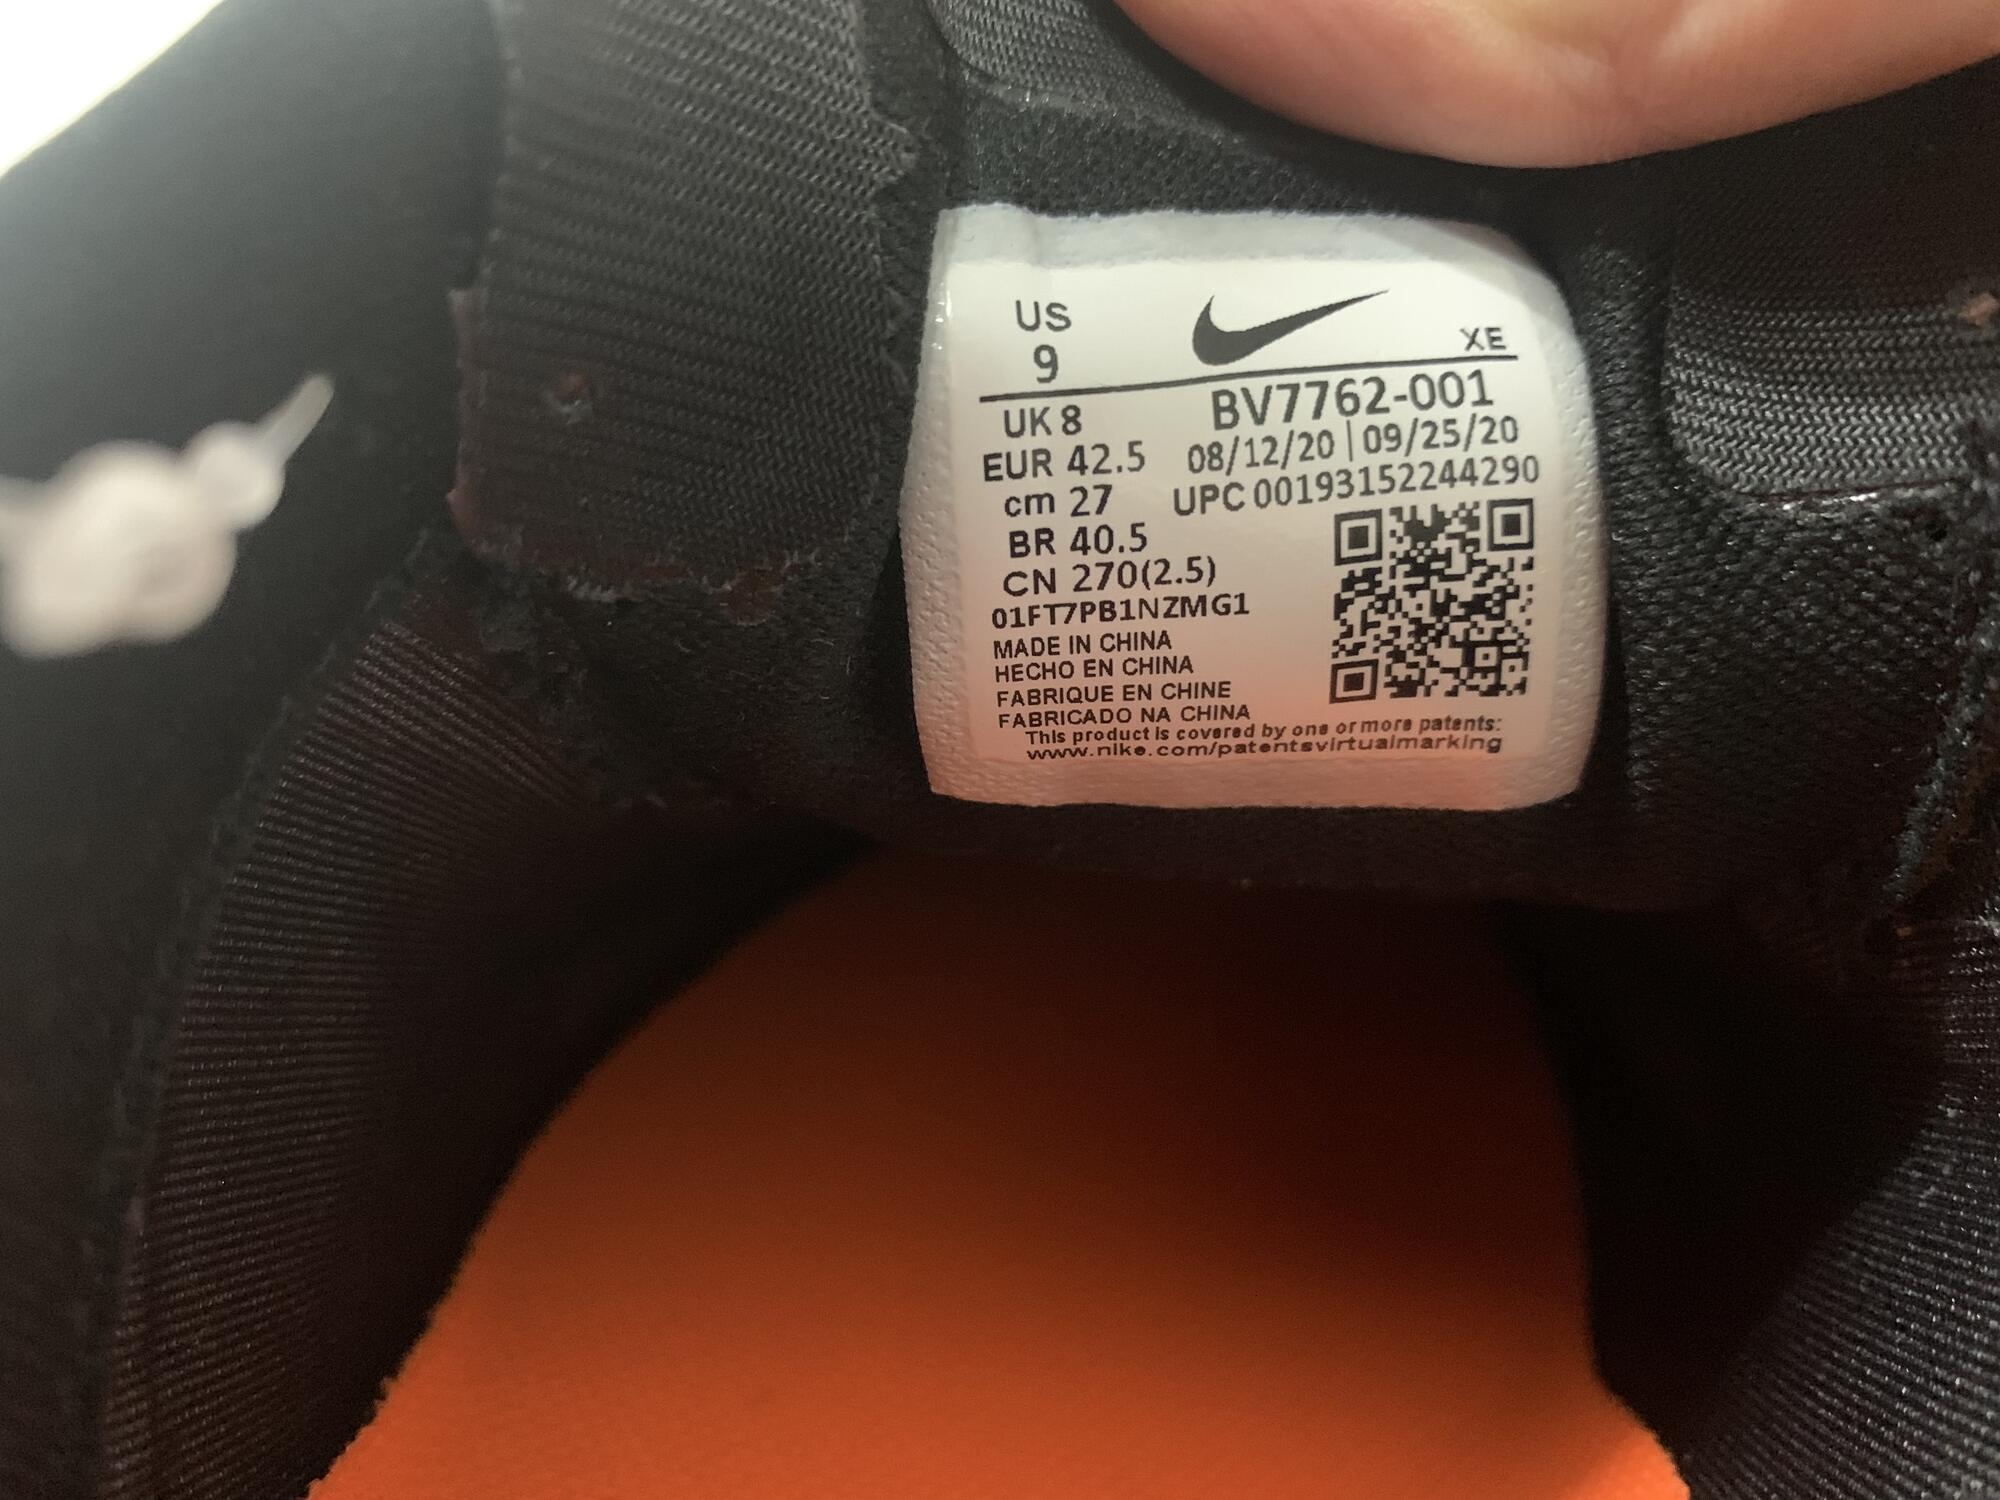 US
9
XE
UK 8
BV7762-001
EUR 42.5
08/12/20 | 09/25/20
cm 27
UPC 00193152244290
BR 40.5
CN 270(2.5)
01FT7PB1NZMG1
MADE IN CHINA
HECHO EN CHINA
FABRIQUE EN CHINE
FABRICADO NA CHINA
This product is covered by one or more patents:
www.nike.com/patentsvirtualmarking